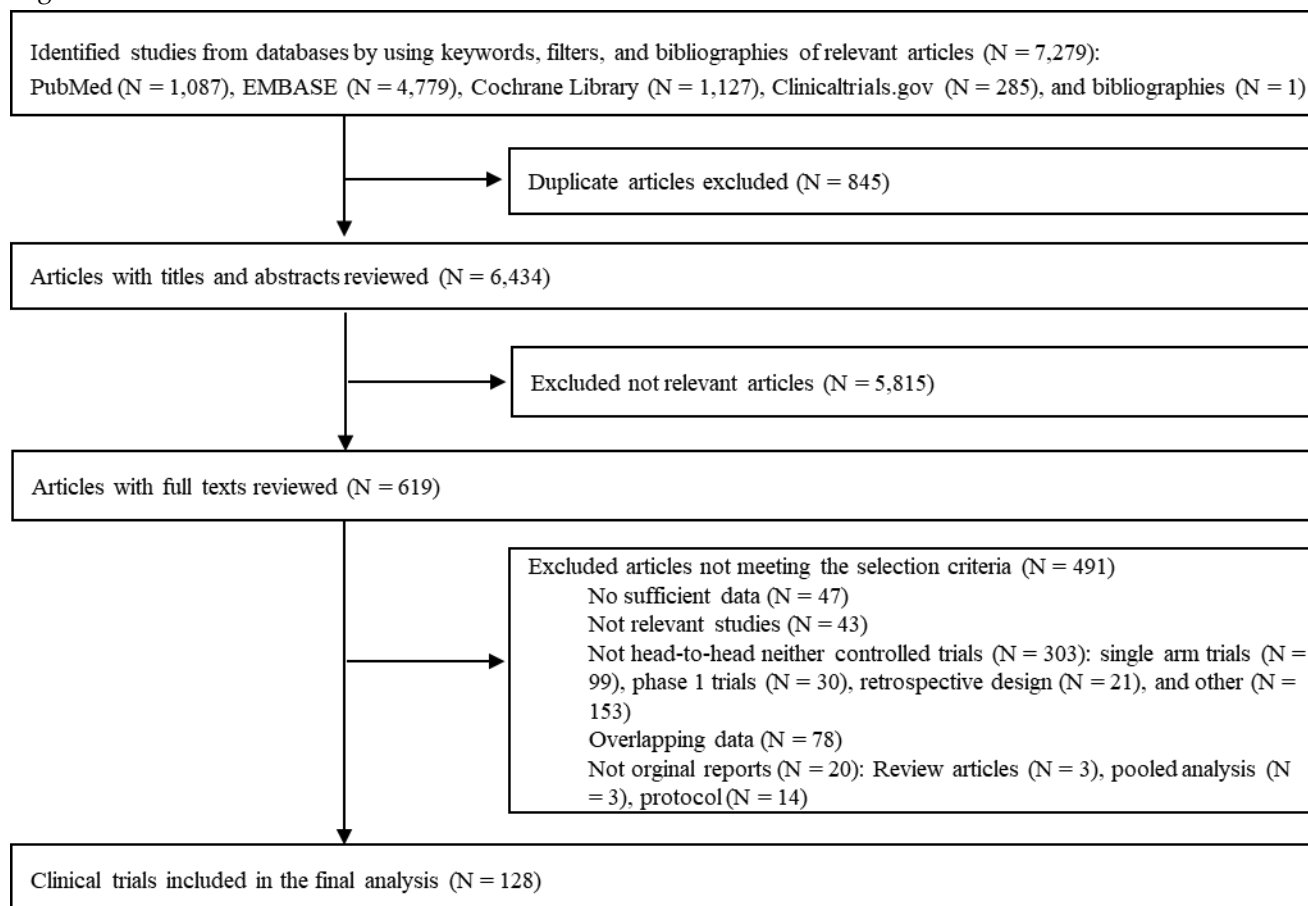 Identified studies from databases by using keywords, filters, and bibliographies of relevant articles (N = 7,279):
PubMed (N = 1,087), EMBASE (N = 4,779), Cochrane Library (N = 1,127), Clinicaltrials.gov (N = 285), and bibliographies (N = 1)
Duplicate articles excluded (N = 845)
Articles with titles and abstracts reviewed (N = 6,434)
Excluded not relevant articles (N = 5,815)
Articles with full texts reviewed (N = 619)
Excluded articles not meeting the selection criteria (N = 491)
No sufficient data (N = 47)
Not relevant studies (N = 43)
Not head-to-head neither controlled trials (N = 303): single arm trials (N =
99), phase 1 trials (N = 30), retrospective design (N = 21), and other (N =
153)
Overlapping data (N = 78)
Not orginal reports (N = 20): Review articles (N = 3), pooled analysis (N
= 3), protocol (N = 14)
Clinical trials included in the final analysis (N = 128)